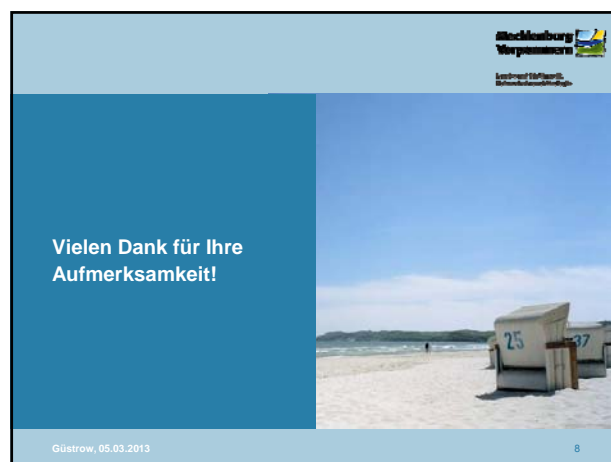 Mecklenburg
Vorpommern
Vielen Dank für Ihre
Aufmerksamkeit!
25
37
Güstrow, 05.03.2013
8